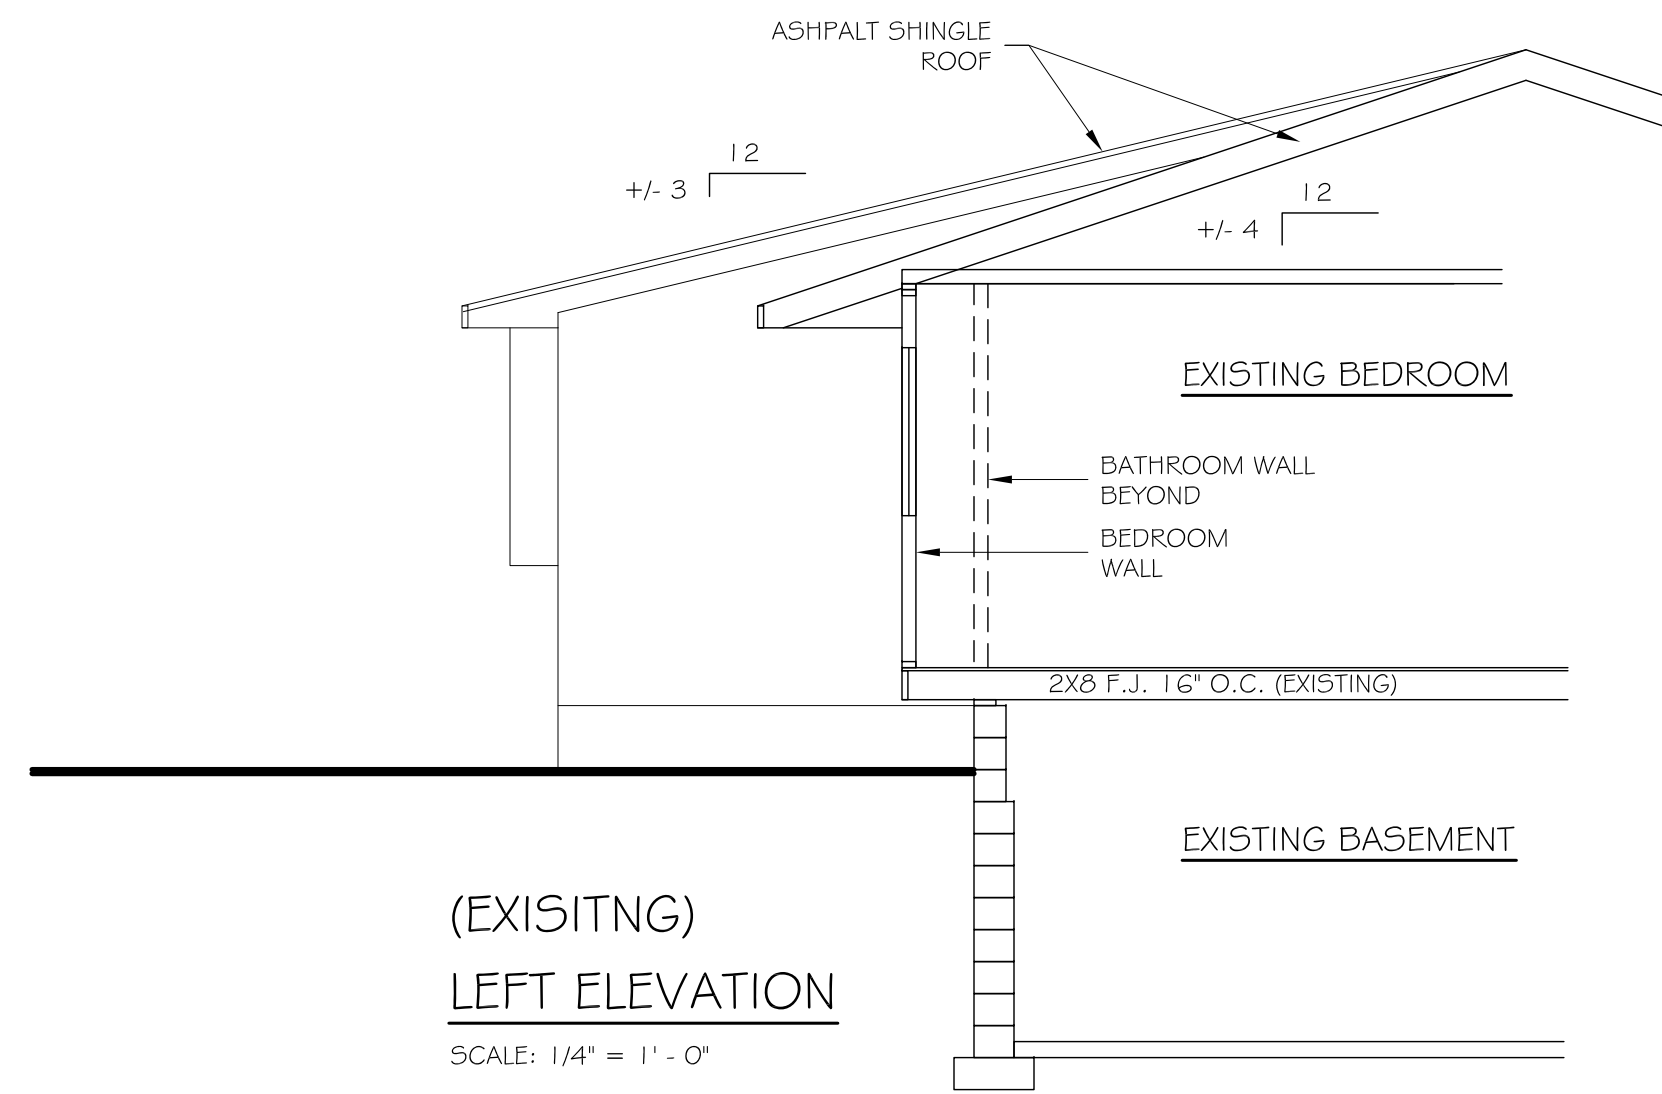 ASHPALT SHINGLE
ROOF
12
+/- 3
12
+/- 4
EXISTING BEDROOM
BATHROOM WALL
BEYOND
BEDROOM
WALL
2X8 F.J. 16" O.C. (EXISTING)
EXISTING BASEMENT
(EXISITNG)
LEFT ELEVATION
SCALE: 1/4" = 1' - 0"